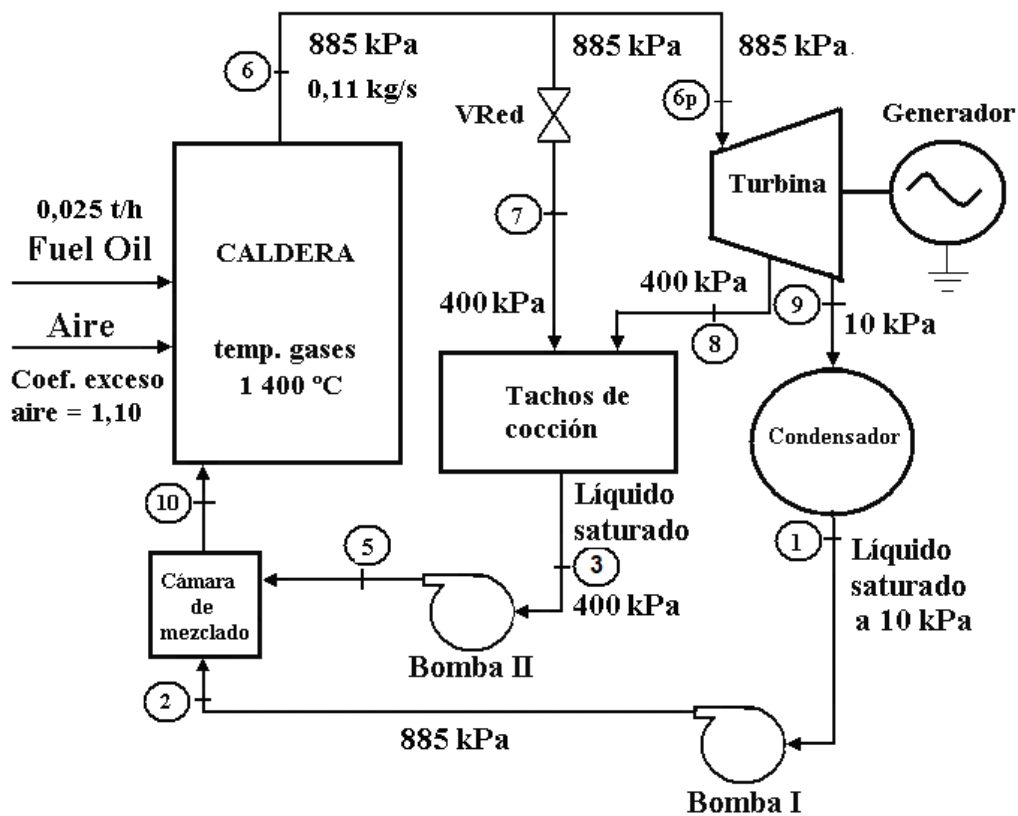 885 kPa
885 kPa
885 kPa
6
0,11 kg/s
6p
VRed
Generador
Turbina
0,025 t/h
Fuel Oil
CALDERA
7
Aire
400 kPa
400 kPa
9
10 kPa
8
Coef. exceso
aire = 1,10
temp. gases
1 400 ºC
Tachos de
cocción
Condensador
10
Líquido
saturado
1
Líquido
saturado
a 10 kPa
5
3
400 kPa
Cámara
de
mezclado
Bomba II
2
885 kPa
Bomba I